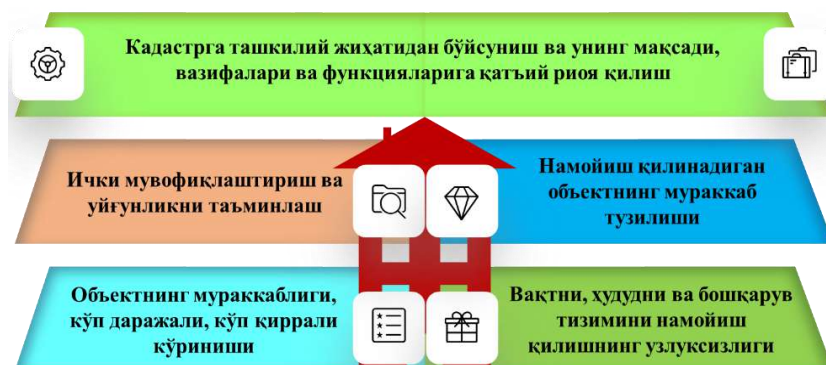 Кадастрга ташкилий жиҳатидан бўйсуниш ва унинг мақсади,
вазифалари ва функцияларига қатъий риоя қилиш
Ички мувофиқлаштириш ва
уйғунликни таъминлаш
Намойиш қилинадиган
объектнинг мураккаб
тузилиши
Объектнинг мураккаблиги,
кўп даражали, кўп қиррали
кўриниши
Вақтни, ҳудудни ва бошқарув
тизимини намойиш
қилишнинг узлуксизлиги